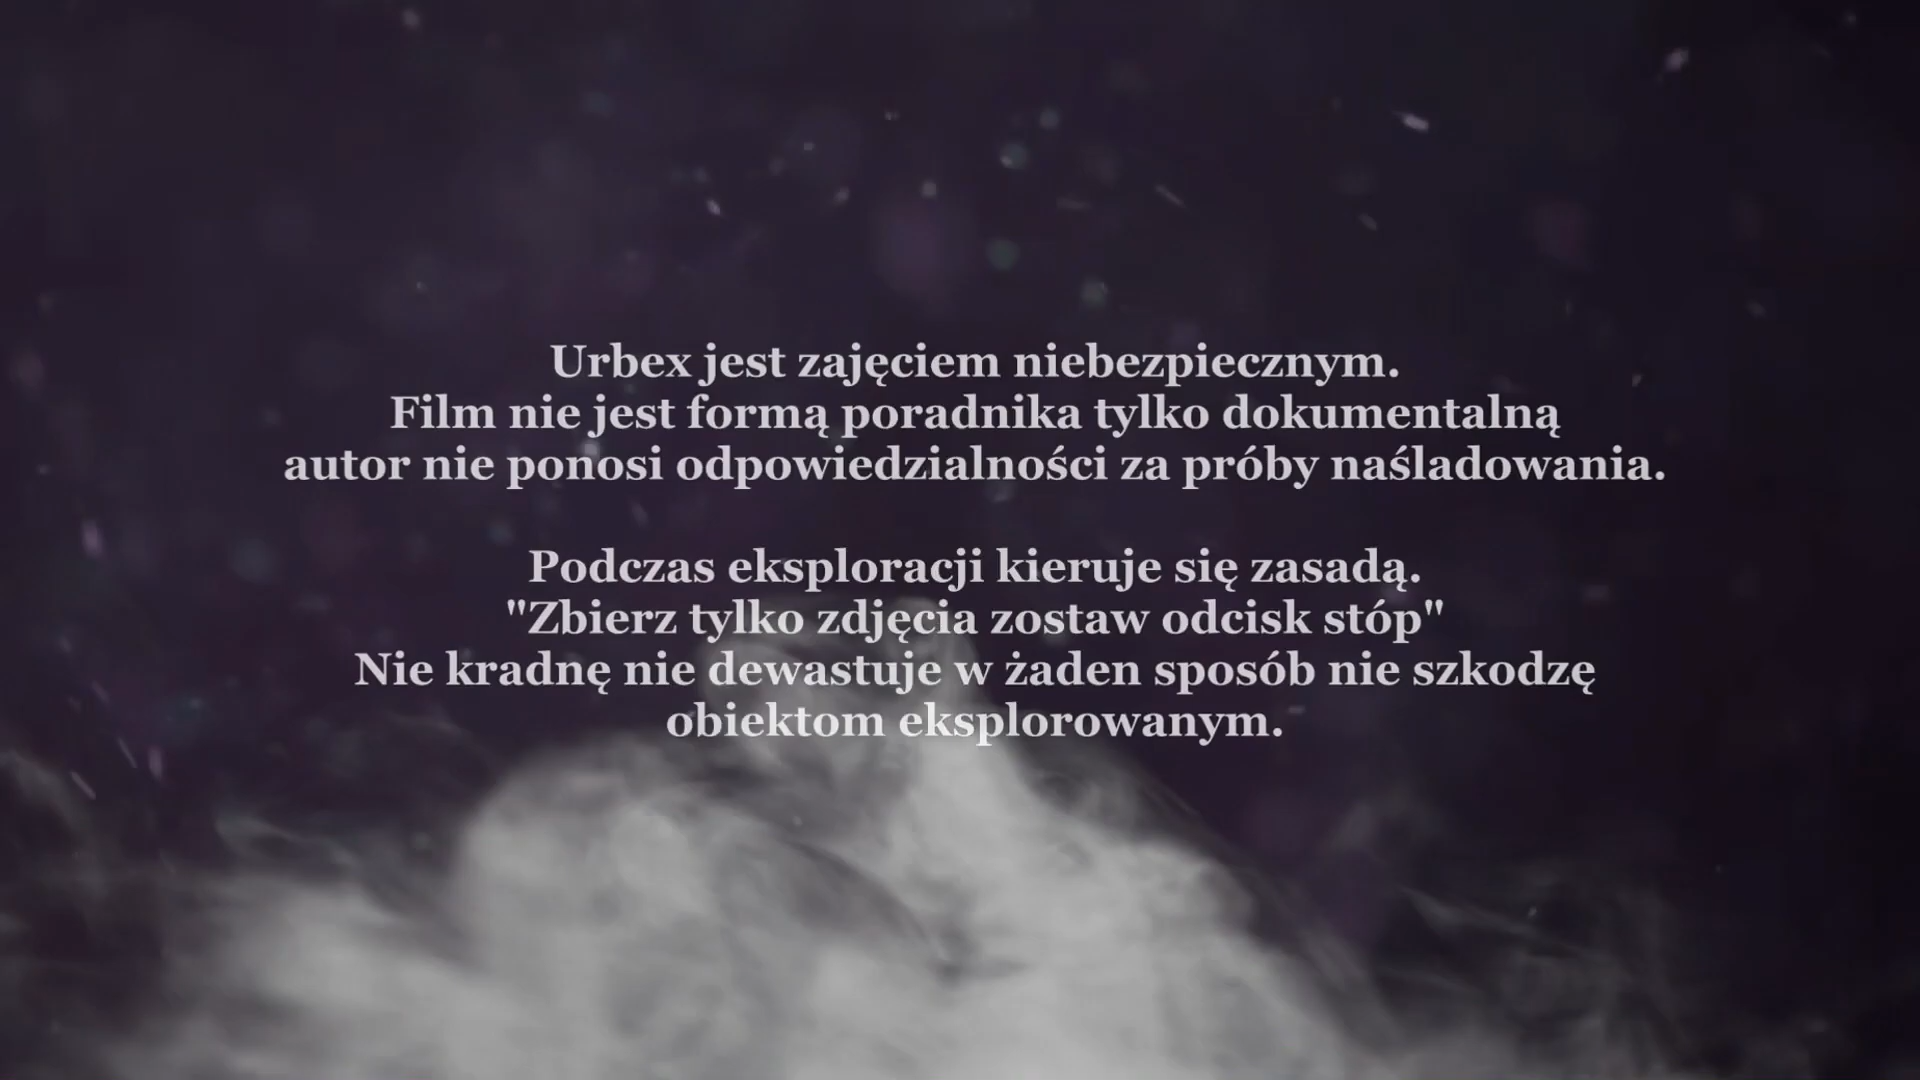 Urbex jest zajęciem niebezpiecznym.
Film nie jest formą poradnika tylko dokumentalną
autor nie ponosi odpowiedzialności za próby naśladowania.
Podczas eksploracji kieruje się zasadą.
"Zbierz tylko zdjęcia zostaw odcisk stóp"
Nie kradnę nie dewastuje w żaden sposób nie szkodzę
obiektom eksplorowanym.